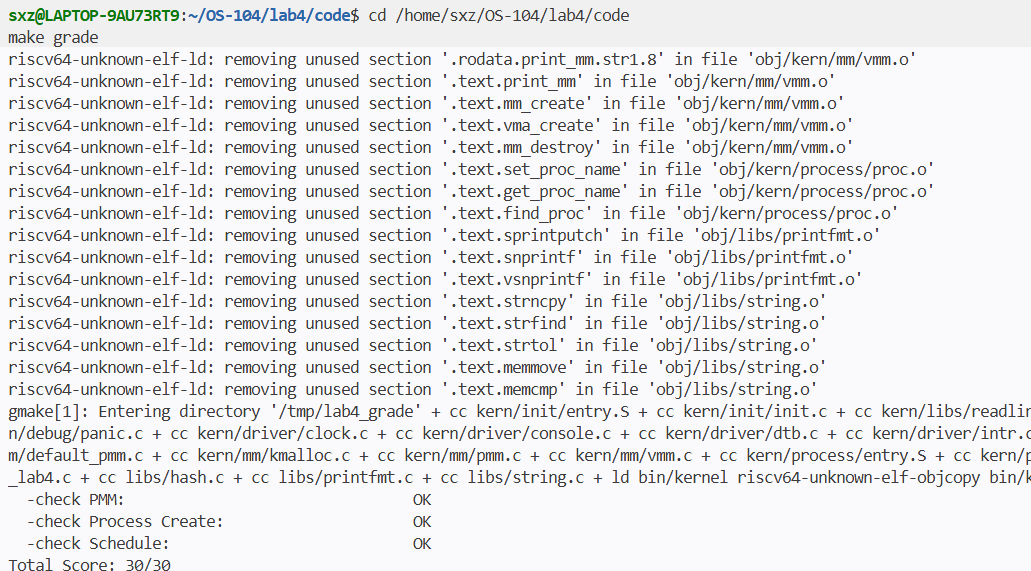 sxz@LAPTOP-9AU73RT9:~/OS-104/lab4/code$ cd /home/sxz/OS-104/lab4/code
make grade
riscv64-unknown-elf-ld: removing unused section '.rodata.print_mm.str1.8' in file 'obj/kern/mm/vmm.o'
riscv64-unknown-elf-ld: removing unused section '.text.print_mm' in file 'obj/kern/mm/vmm.o'
riscv64-unknown-elf-ld: removing unused section '.text.mm_create' in file 'obj/kern/mm/vmm.o'
riscv64-unknown-elf-ld: removing unused section '.text.vma_create' in file 'obj/kern/mm/vmm.o'
riscv64-unknown-elf-ld: removing unused section '.text.mm_destroy' in file 'obj/kern/mm/vmm.o'
riscv64-unknown-elf-ld: removing unused section '.text.set_proc_name' in file 'obj/kern/process/proc.o'
riscv64-unknown-elf-ld: removing unused section '.text.get_proc_name' in file 'obj/kern/process/proc.o'
riscv64-unknown-elf-ld: removing unused section '.text.find_proc' in file 'obj/kern/process/proc.o'
riscv64-unknown-elf-ld: removing unused section '.text.sprintputch' in file 'obj/libs/printfmt.o'
riscv64-unknown-elf-ld: removing unused section '.text.snprintf' in file 'obj/libs/printfmt.o'
riscv64-unknown-elf-ld: removing unused section '.text.vsnprintf' in file 'obj/libs/printfmt.o'
riscv64-unknown-elf-ld: removing unused section '.text.strncpy' in file 'obj/libs/string.o'
riscv64-unknown-elf-ld: removing unused section '.text.strfind' in file 'obj/libs/string.o'
riscv64-unknown-elf-ld: removing unused section '.text.strtol' in file 'obj/libs/string.o'
riscv64-unknown-elf-ld: removing unused section '.text.memmove' in file 'obj/libs/string.o'
riscv64-unknown-elf-ld: removing unused section '.text.memcmp' in file 'obj/libs/string.o'
gmake[1]: Entering directory '/tmp/lab4_grade' + cc kern/init/entry.S + cc kern/init/init.c + cc kern/libs/readlin
n/debug/panic.c + cc kern/driver/clock.c + cc kern/driver/console.c + cc kern/driver/dtb.c + cc kern/driver/intr.c
m/default_pmm.c + cc kern/mm/kmalloc.c + cc kern/mm/pmm.c + cc kern/mm/vmm.c + cc kern/process/entry.S + cc kern/p
_lab4.c + cc libs/hash.c + cc libs/printfmt.c + cc libs/string.c + ld bin/kernel riscv64-unknown-elf-objcopy bin/k
-check PMM: OK
-check Process Create: OK
-check Schedule: OK
Total Score: 30/30